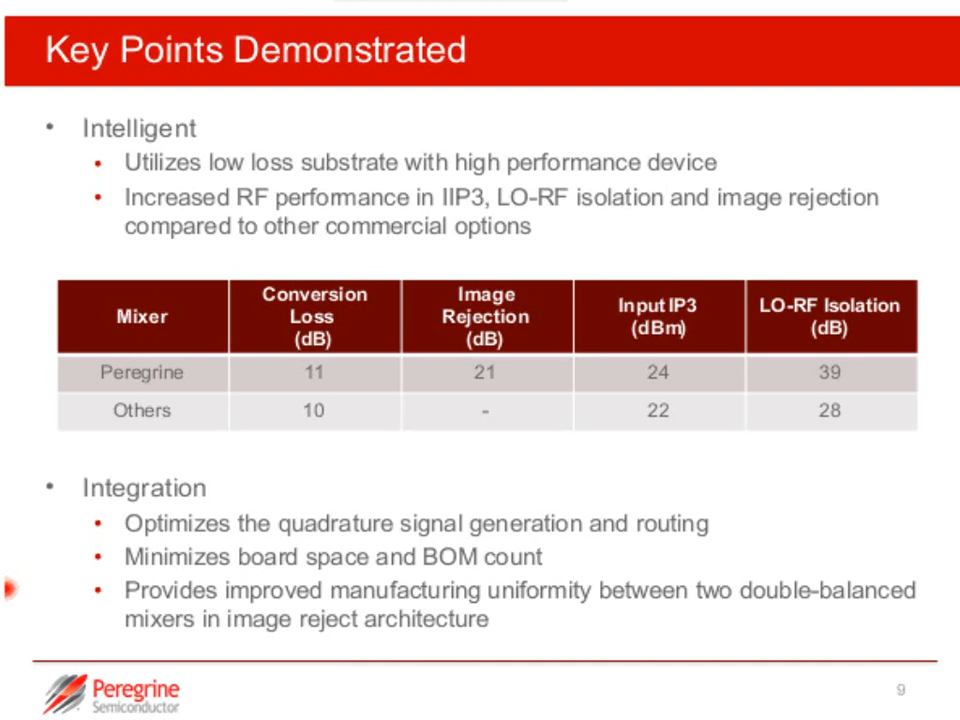 Key Points Demonstrated
• Intelligent
• Utilizes low loss substrate with high performance device
• Increased RF performance in IIP3, LO-RF isolation and image rejection
compared to other commercial options
Mixer Conversion Loss (dB) Image Rejection (dB) Input IP3 (dBm) LO-RF Isolation (dB)
Peregrine 11 21 24 39
Others 10 - 22 28
• Integration
• Optimizes the quadrature signal generation and routing
• Minimizes board space and BOM count
• Provides improved manufacturing uniformity between two double-balanced
mixers in image reject architecture
Peregrine
Semiconductor
9